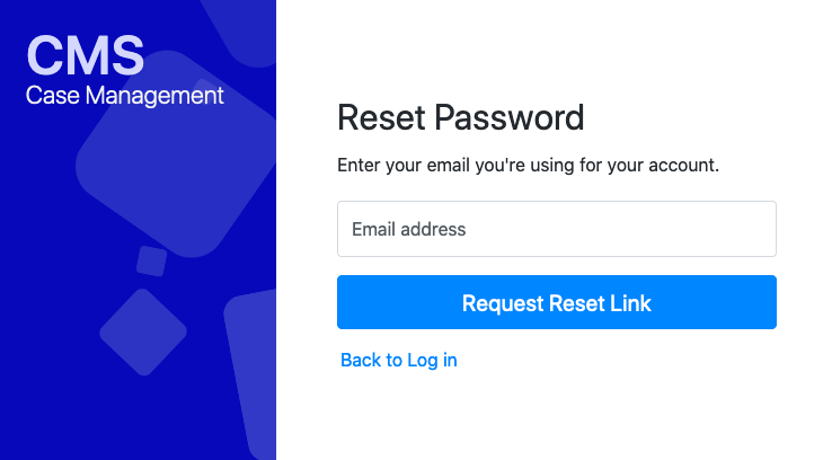 CMS
Case Management
Reset Password
Enter your email you're using for your account.
Email address
Request Reset Link
Back to Log in